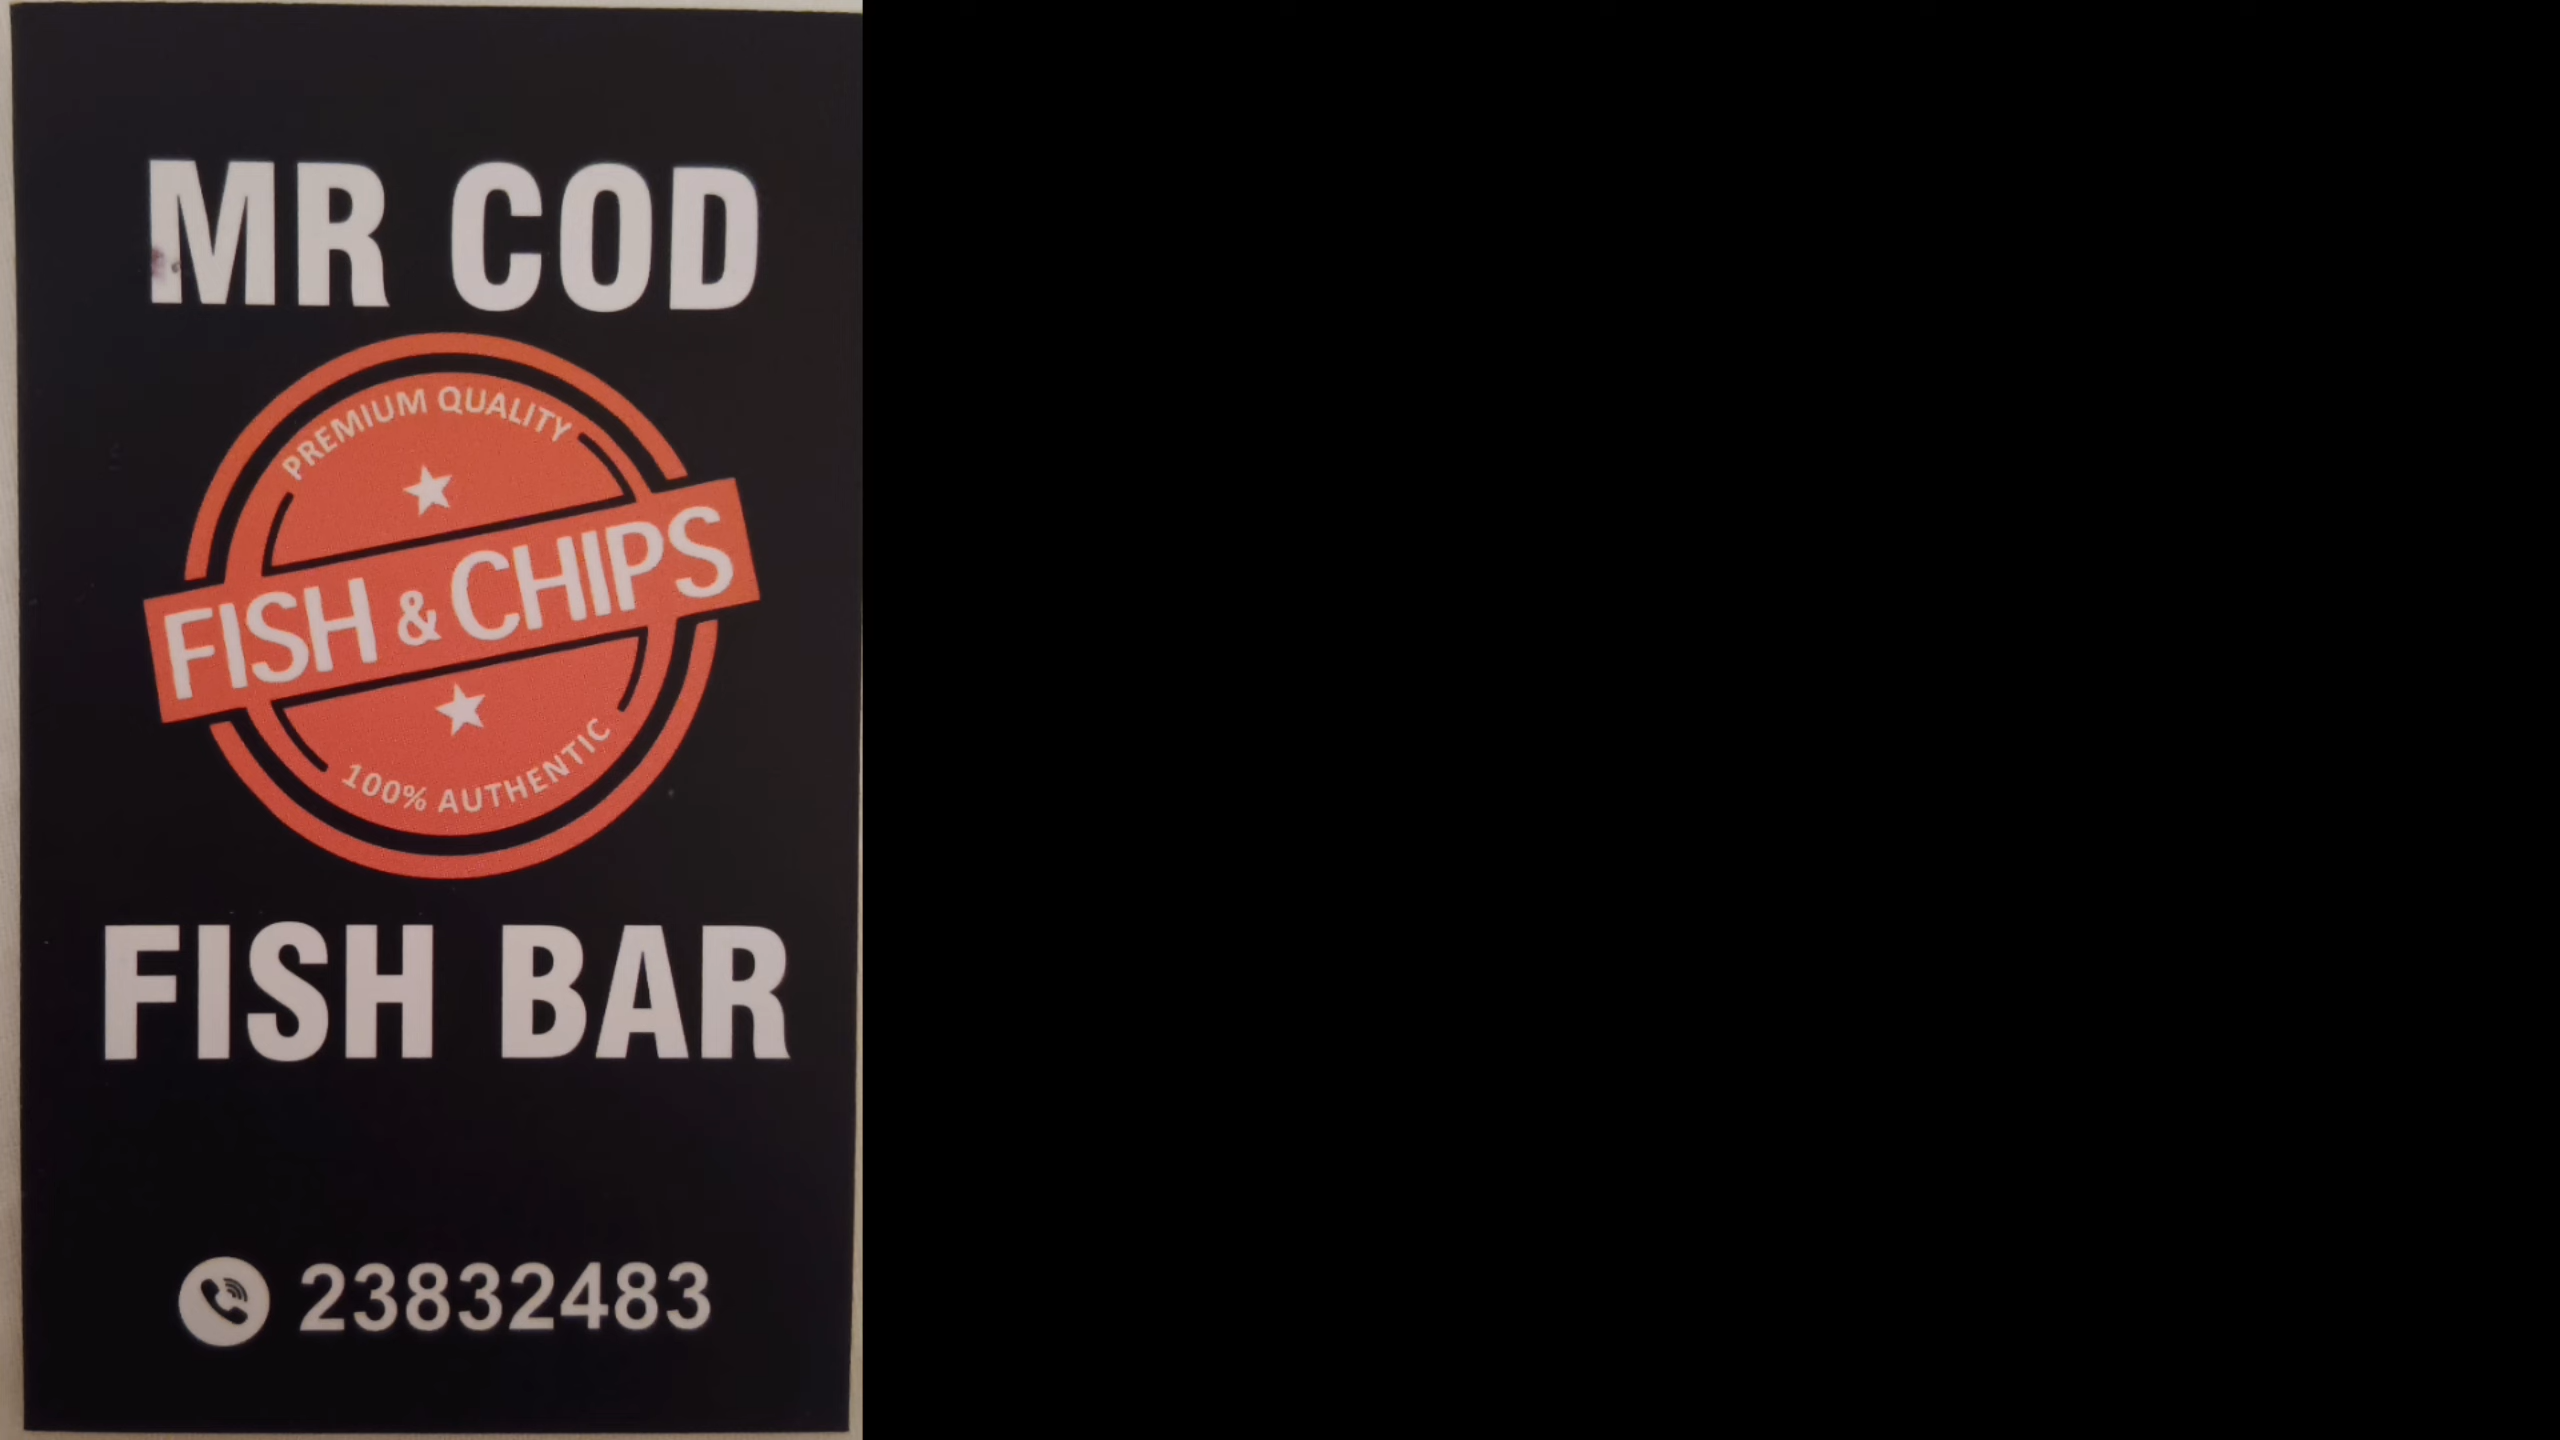 MR COD
PREMIUM QUALITY
FISH & CHIPS
100% AUTHENTIC
FISH BAR
23832483